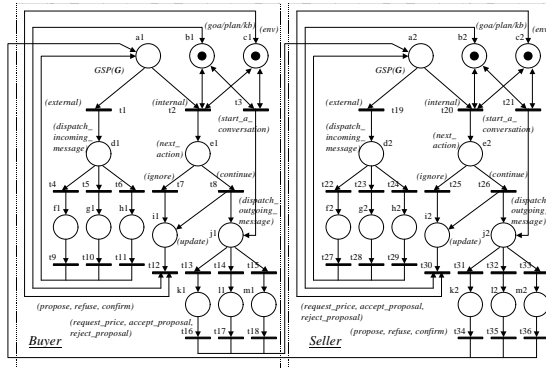 (goa/plan/kb)
(env)
a1
b1
c1
GSP(G)
(external)
t1
(internal)
t2
t3
(start_a_
conversation)
(dispatch_
incoming_
message)
d1
(next_
action)
e1
(ignore)
(continue)
t4
t5
t6
t7
t8
(dispatch_
outgoing_
message)
f1
g1
h1
i1
j1
(update)
t9
t10
t11
t12
t13
t14
t15
k1
l1
m1
(propose, refuse, confirm)
(request_price, accept_proposal,
reject_proposal)
t16
t17
t18
Buyer
(goa/plan/kb)
(env)
a2
b2
c2
GSP(G)
(external)
t19
(internal)
t20
t21
(start_a_
conversation)
(dispatch_
incoming_
message)
d2
(next_
action)
e2
(ignore)
(continue)
t22
t23
t24
t25
t26
(dispatch_
outgoing_
message)
f2
g2
h2
i2
j2
(update)
t27
t28
t29
t30
t31
t32
t33
k2
l2
m2
(request_price, accept_proposal,
reject_proposal)
(propose, refuse, confirm)
t34
t35
t36
Seller